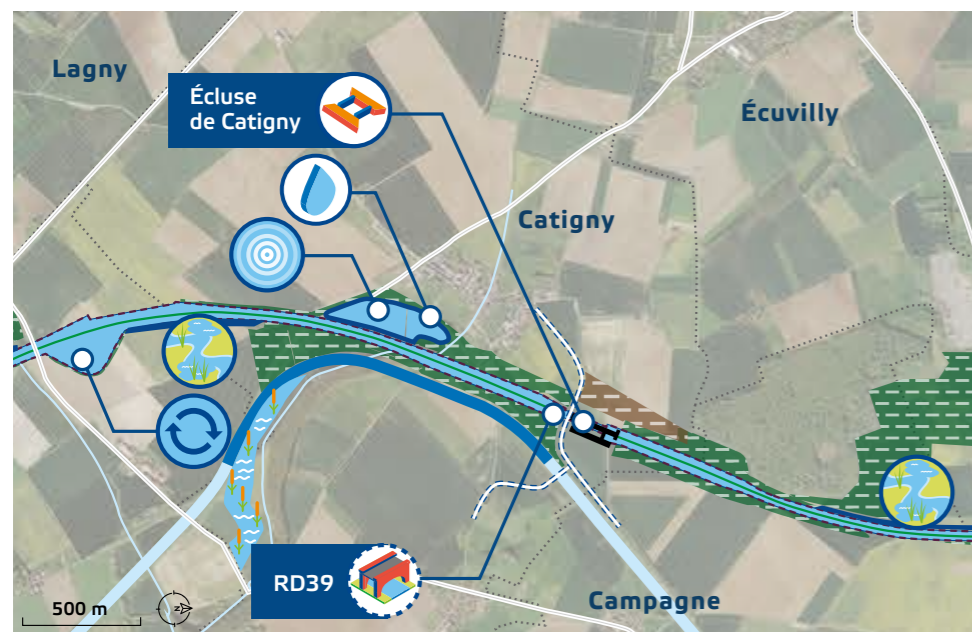 Lagny
Écluse
de Catigny
Écuvilly
Catigny
RD39
Campagne
500 m
N